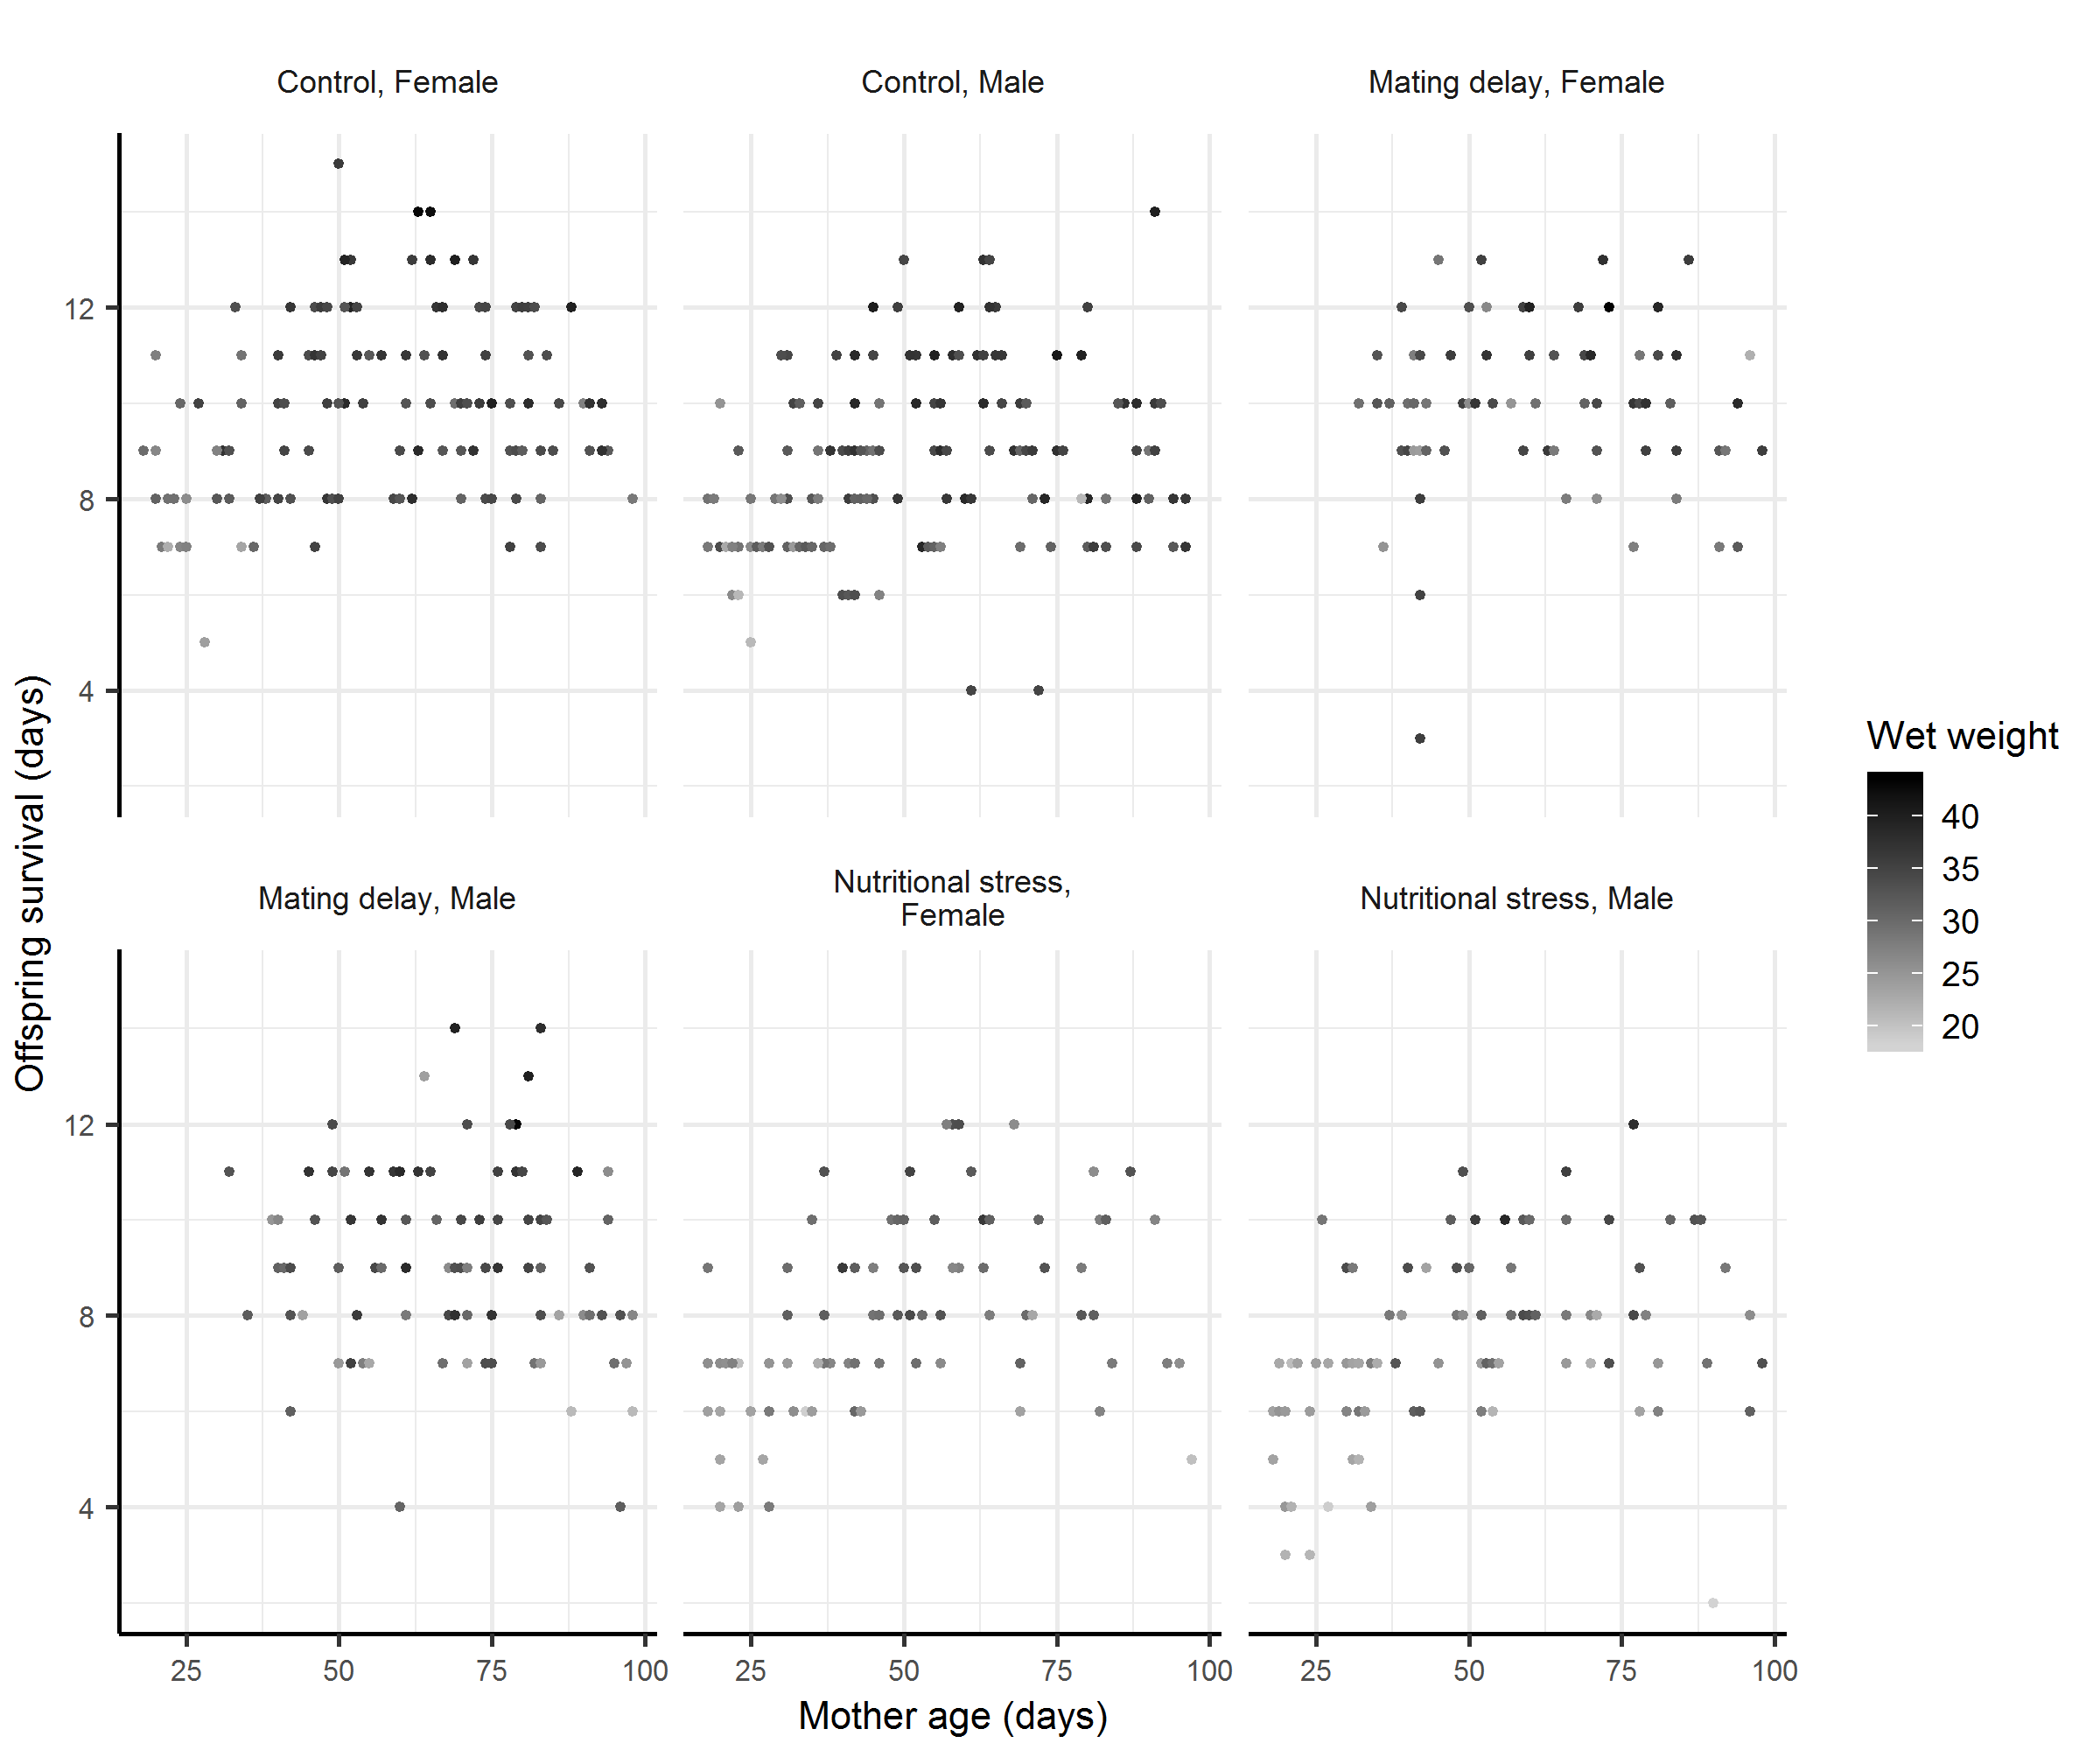 Control, Female
Control, Male
Mating delay, Female
12
8
4
Offspring survival (days)
Wet weight
40
35
30
25
20
Mating delay, Male
Nutritional stress,
Female
Nutritional stress, Male
12
8
4
25
50
75
100
25
50
75
100
25
50
75
100
Mother age (days)